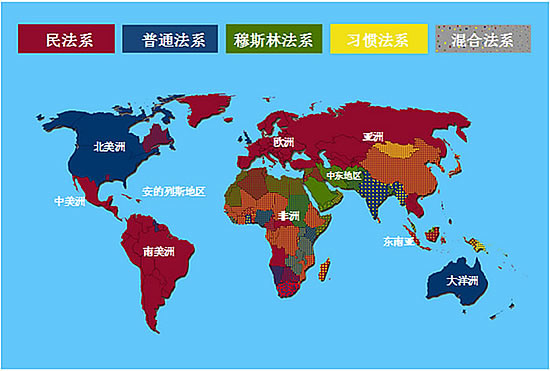 民法系 普通法系 穆斯林法系 习惯法系 混合法系
北美洲
欧洲
亚洲
中美洲
安的列斯地区
中东地区
非洲
南美洲
东南亚
大洋洲